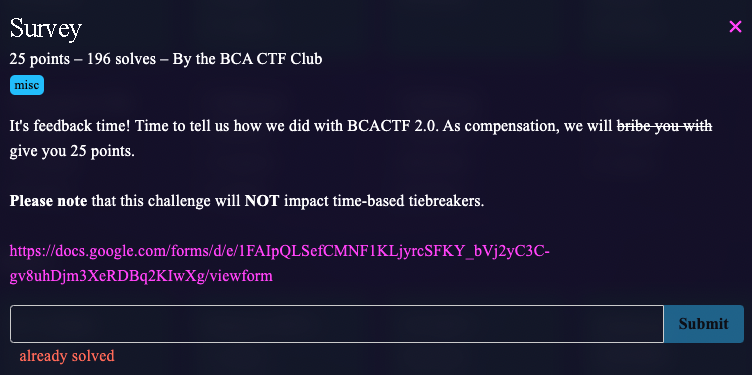 Survey
25 points – 196 solves – By the BCA CTF Club
misc
It's feedback time! Time to tell us how we did with BCACTF 2.0. As compensation, we will bribe you with
give you 25 points.
Please note that this challenge will NOT impact time-based tiebreakers.
https://docs.google.com/forms/d/e/1FAIpQLSefCMNF1KLjyrcSFKY_bVj2yC3C-
gv8uhDjm3XeRDBq2KIwXg/viewform
Submit
already solved